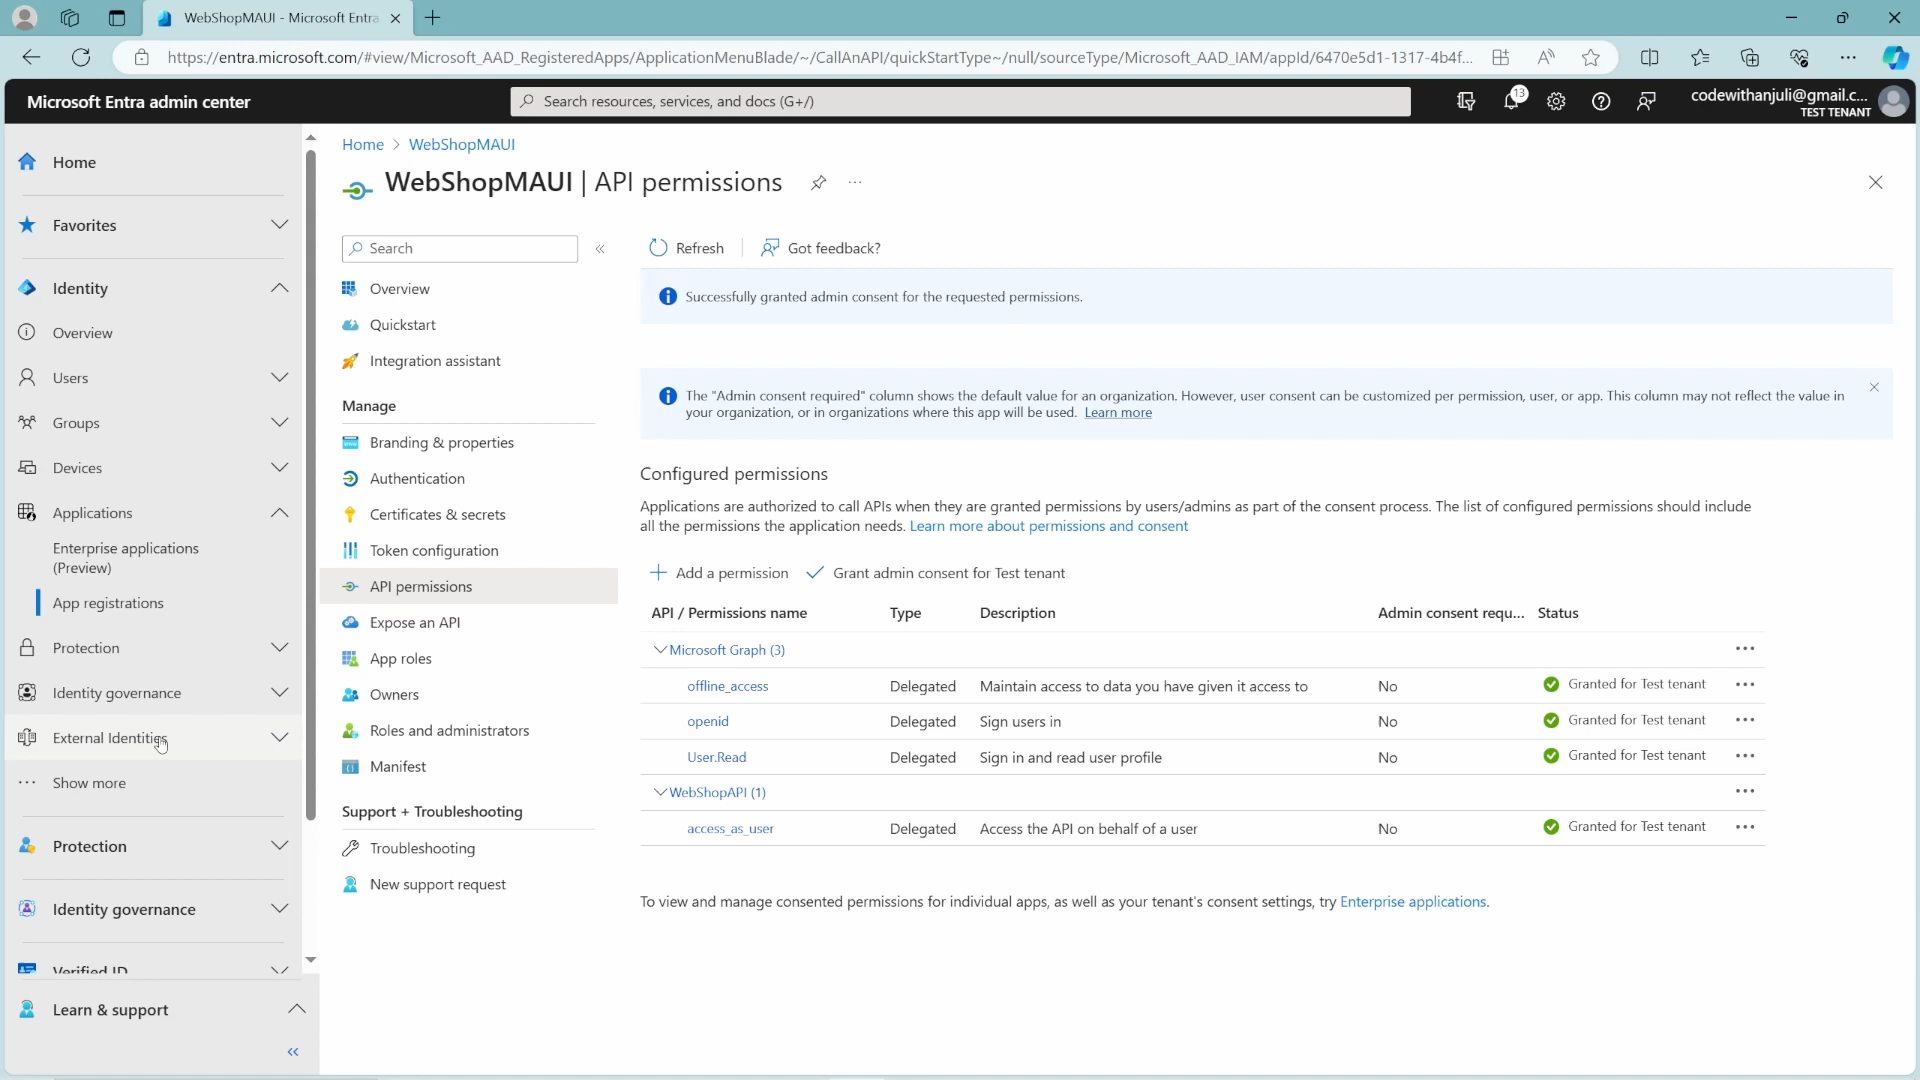 WebShopMAUI - Microsoft Entra
https://entra.microsoft.com/#view/Microsoft_AAD_RegisteredApps/ApplicationMenuBlade/~/CallAnAPI/quickStartType~/null/sourceType/Microsoft_AAD_IAM/appId/6470e5d1-1317-4b4f...
Microsoft Entra admin center
Search resources, services, and docs (G+/)
13
codewithanjuli@gmail.c...
TEST TENANT
Home
Favorites
Identity
Overview
Users
Groups
Devices
Applications
Enterprise applications
(Preview)
App registrations
Protection
Identity governance
External Identities
Show more
Protection
Identity governance
Verified ID
Learn & support
Home > WebShopMAUI
WebShopMAUI | API permissions
Search
Overview
Quickstart
Integration assistant
Manage
Branding & properties
Authentication
Certificates & secrets
Token configuration
API permissions
Expose an API
App roles
Owners
Roles and administrators
Manifest
Support + Troubleshooting
Troubleshooting
New support request
Refresh
Got feedback?
Successfully granted admin consent for the requested permissions.
The "Admin consent required" column shows the default value for an organization. However, user consent can be customized per permission, user, or app. This column may not reflect the value in
your organization, or in organizations where this app will be used. Learn more
Configured permissions
Applications are authorized to call APIs when they are granted permissions by users/admins as part of the consent process. The list of configured permissions should include
all the permissions the application needs. Learn more about permissions and consent
Add a permission Grant admin consent for Test tenant
API / Permissions name Type Description Admin consent requ... Status
Microsoft Graph (3)
offline_access Delegated Maintain access to data you have given it access to No Granted for Test tenant
openid Delegated Sign users in No Granted for Test tenant
User.Read Delegated Sign in and read user profile No Granted for Test tenant
WebShopAPI (1)
access_as_user Delegated Access the API on behalf of a user No Granted for Test tenant
To view and manage consented permissions for individual apps, as well as your tenant's consent settings, try Enterprise applications.